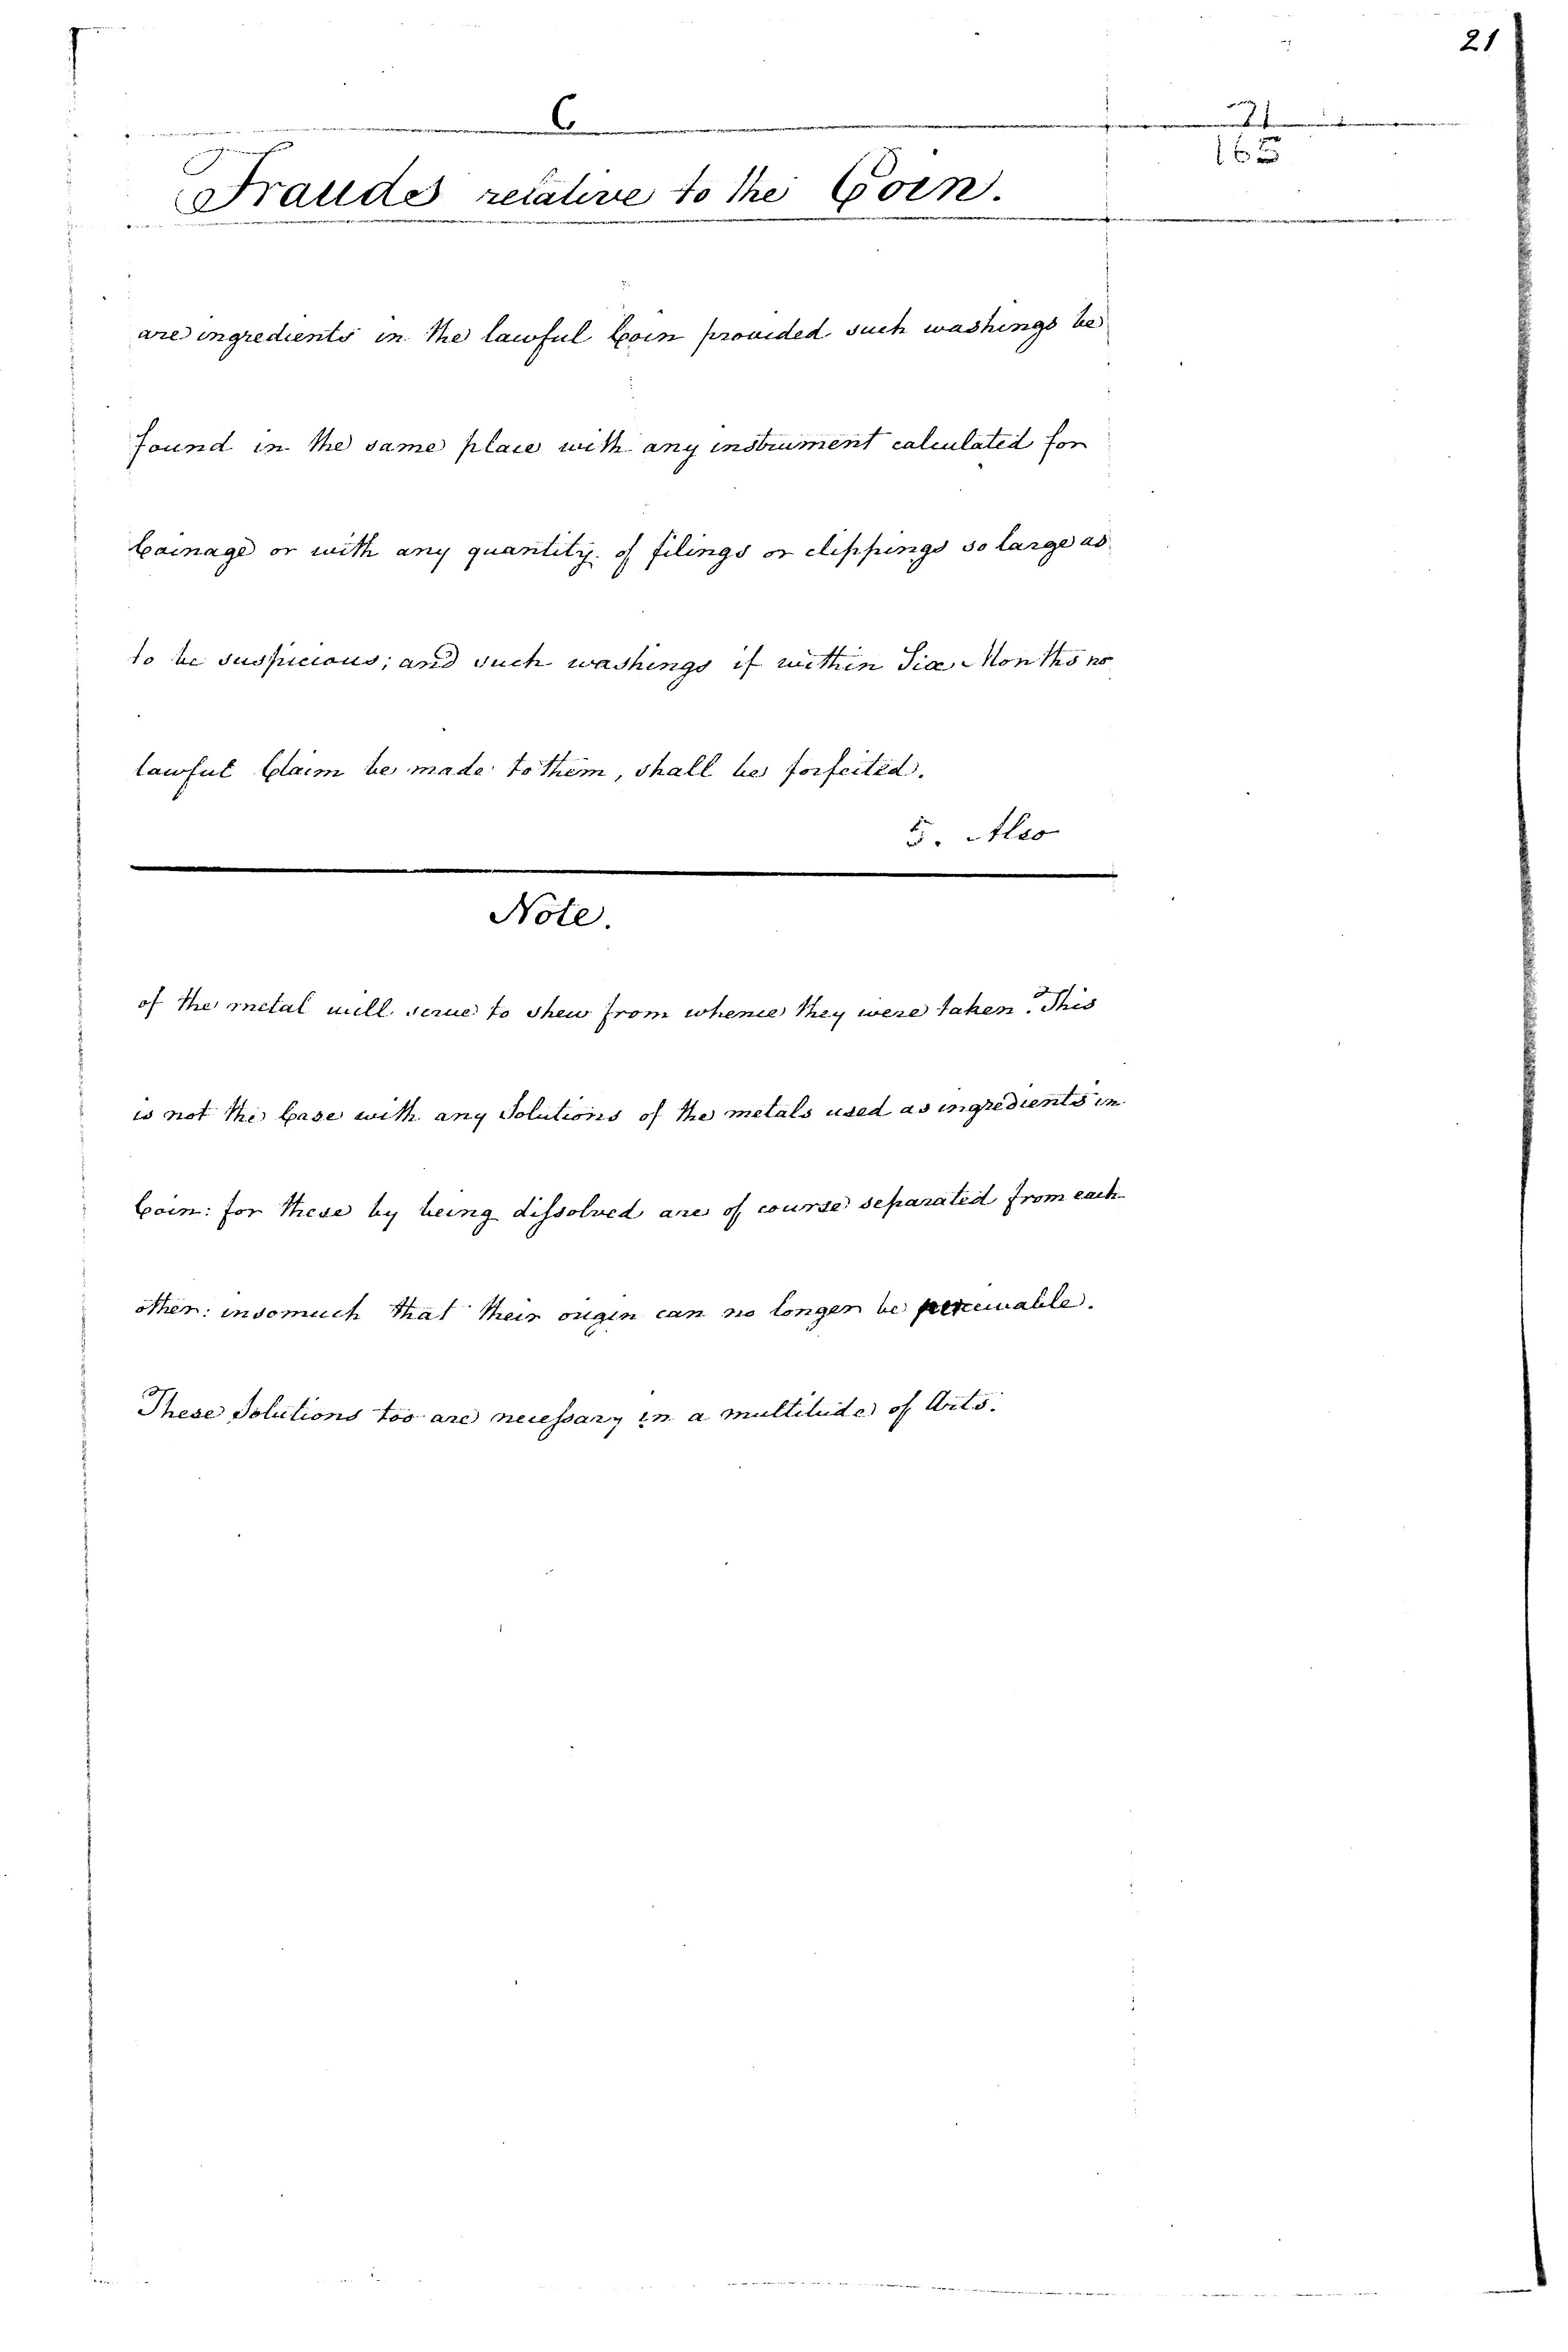 21
C
21
165
Fraudes relative to the Coin.
are ingredients in the lawful Coin provided such washings be
found in the same place with any instrument calculated for
Coinage or with any quantity of filings or clippings so large as
to be suspicious; and such washings if within Six Months no
lawful Claim be made to them, shall be forfeited.
5. Also
Note.
of the metal will serve to shew from whence they were taken. This
is not the Case with any Solutions of the metals used as ingredients in
Coin: for these by being dissolved are of course separated from each
other: insomuch that their origin can no longer be perceivable.
These Solutions too are necessary in a multitude of Arts.